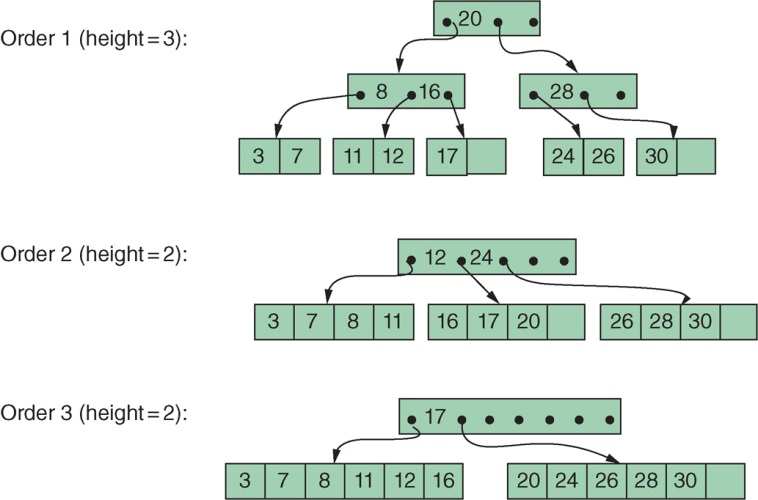 20
Order 1 (height = 3):
8 16 28
3 7 11 12 17 24 26 30
Order 2 (height = 2):
12 24
3 7 8 11 16 17 20 26 28 30
Order 3 (height = 2):
17
3 7 8 11 12 16 20 24 26 28 30